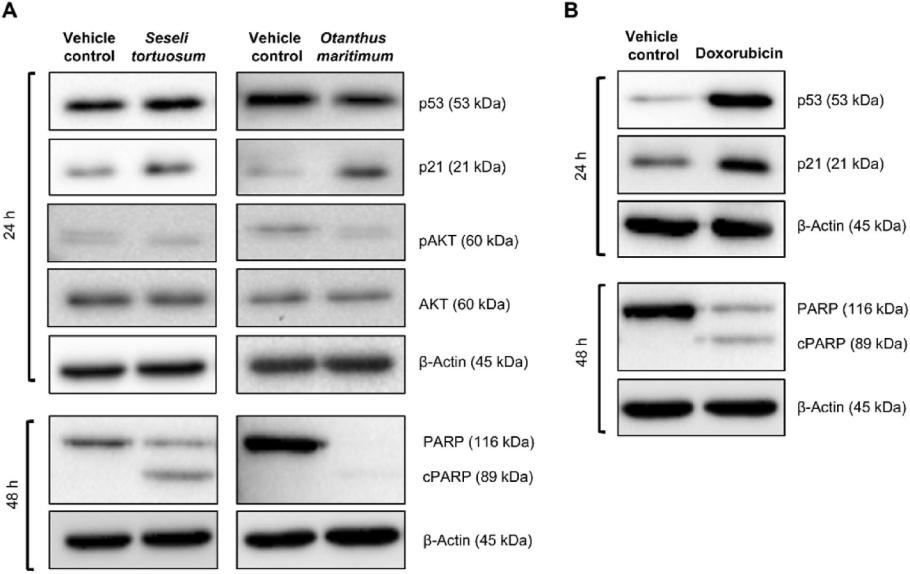 A
Vehicle
control
Seseli
tortuosum
Vehicle
control
Otanthus
maritimum
24 h
p53 (53 kDa)
p21 (21 kDa)
pAKT (60 kDa)
AKT (60 kDa)
β-Actin (45 kDa)
48 h
PARP (116 kDa)
cPARP (89 kDa)
β-Actin (45 kDa)
B
Vehicle
control
Doxorubicin
24 h
p53 (53 kDa)
p21 (21 kDa)
β-Actin (45 kDa)
48 h
PARP (116 kDa)
cPARP (89 kDa)
β-Actin (45 kDa)